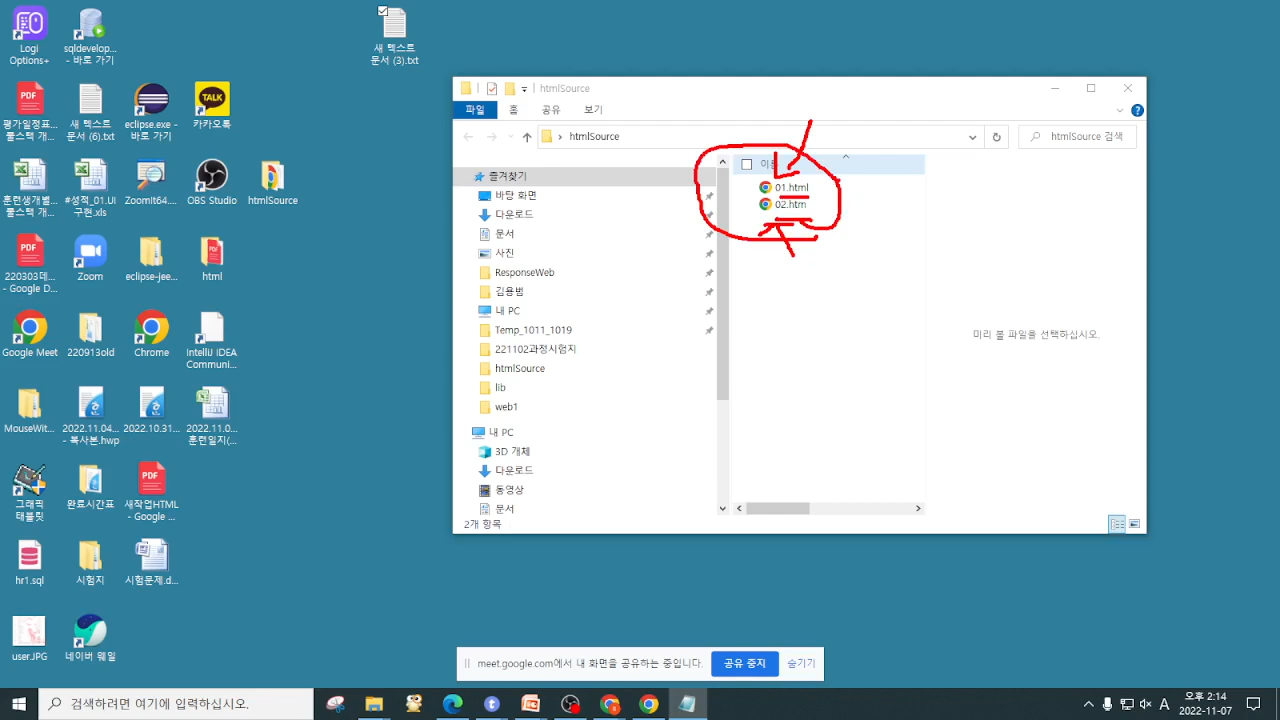 Logi
Options+
sqldevelop...
- 바로 가기
새 텍스트
문서 (3).txt
PDF
평가일정표...
풀스택 개...
새 텍스트
문서 (6).txt
eclipse.exe -
바로 가기
TALK
카카오톡
훈련생개별...
풀스택 개...
#성적_01.UI
구현.xls
ZoomIt64....
OBS Studio
htmlSource
PDF
220303데...
- Google D...
Zoom
eclipse-jee...
html
Google Meet
220913old
Chrome
IntelliJ IDEA
Communi...
MouseWit...
2022.11.04...
- 복사본.hwp
2022.10.31...
2022.11.0...
훈련일지(...
그래픽
태블릿
완료시간표
PDF
새작업HTML
- Google ...
hr1.sql
시험지
시험문제.d...
user.JPG
네이버 웨일
htmlSource
파일
홈
공유
보기
htmlSource
htmlSource 검색
즐겨찾기
바탕 화면
다운로드
문서
사진
ResponseWeb
김용범
내 PC
Temp_1011_1019
221102과정시험지
htmlSource
lib
web1
내 PC
3D 개체
다운로드
동영상
문서
01.html
02.htm
미리 볼 파일을 선택하십시오.
2개 항목
meet.google.com에서 내 화면을 공유하는 중입니다.
공유 중지
숨기기
검색하려면 여기에 입력하십시오.
A
오후 2:14
2022-11-07